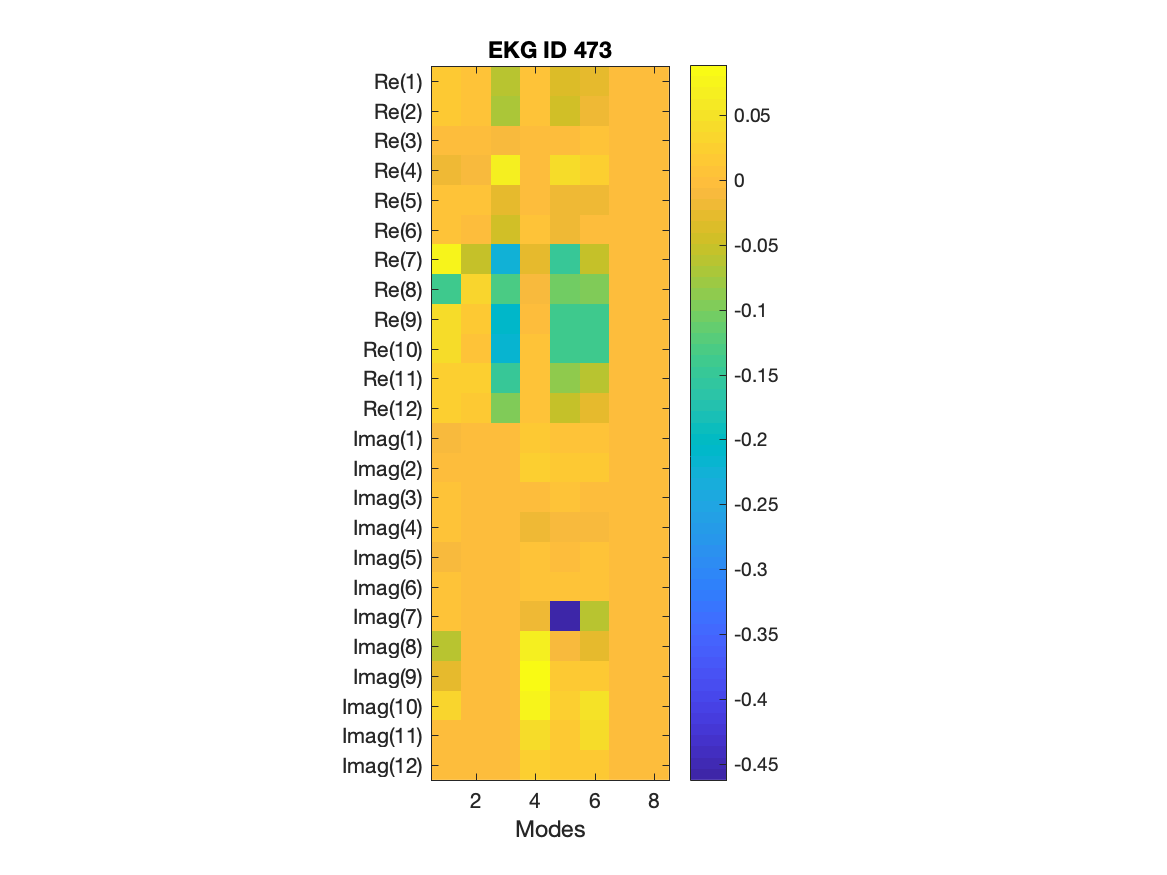 EKG ID 473
Re(1)
Re(2)
Re(3)
Re(4)
Re(5)
Re(6)
Re(7)
Re(8)
Re(9)
Re(10)
Re(11)
Re(12)
Imag(1)
Imag(2)
Imag(3)
Imag(4)
Imag(5)
Imag(6)
Imag(7)
Imag(8)
Imag(9)
Imag(10)
Imag(11)
Imag(12)
2 4 6 8
Modes
0.05
0
-0.05
-0.1
-0.15
-0.2
-0.25
-0.3
-0.35
-0.4
-0.45